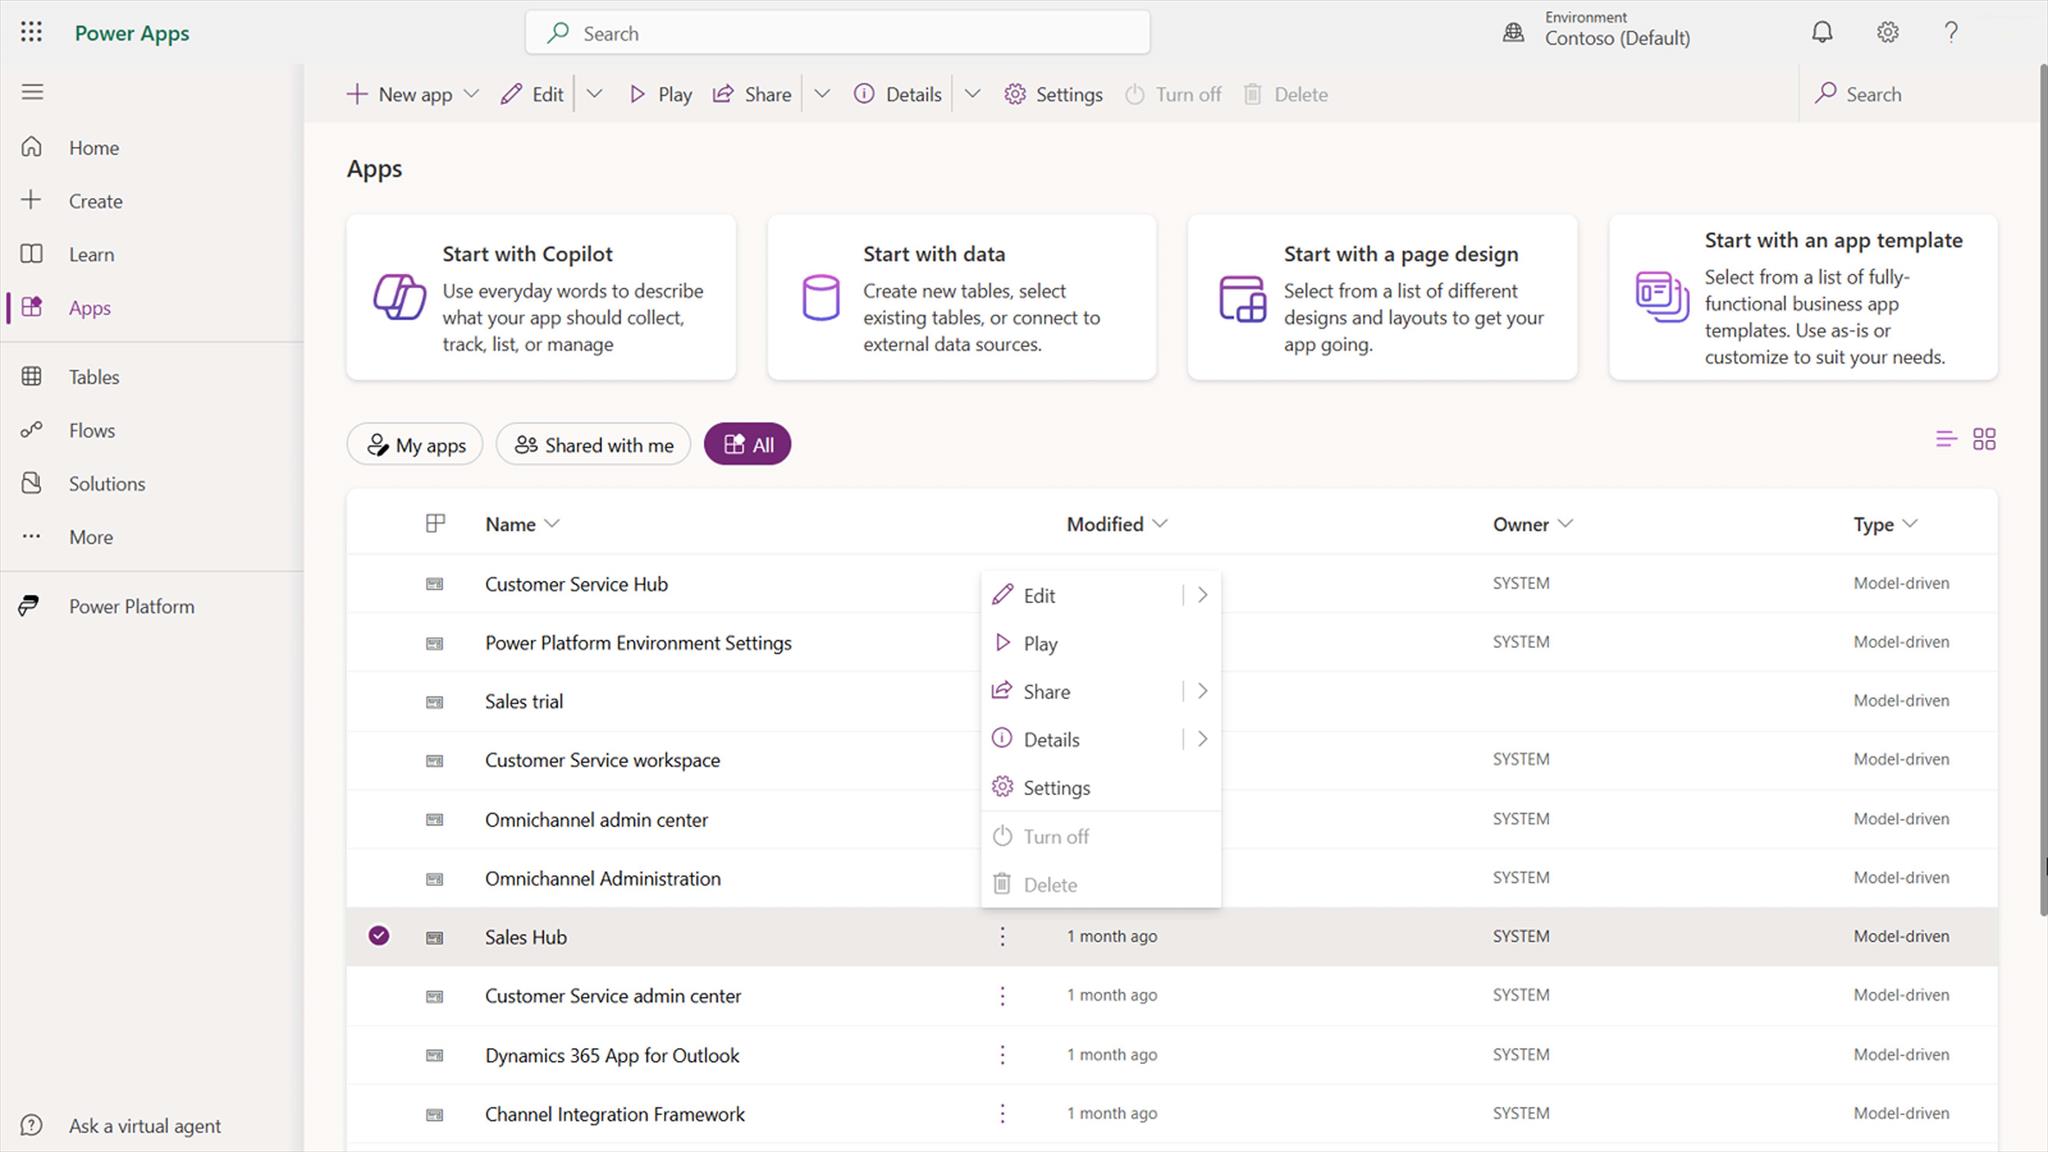 Power Apps
Search
Environment
Contoso (Default)
New app
Edit
Play
Share
Details
Settings
Turn off
Delete
Search
Home
Create
Learn
Apps
Tables
Flows
Solutions
More
Power Platform
Ask a virtual agent
Apps
Start with Copilot
Use everyday words to describe
what your app should collect,
track, list, or manage
Start with data
Create new tables, select
existing tables, or connect to
external data sources.
Start with a page design
Select from a list of different
designs and layouts to get your
app going.
Start with an app template
Select from a list of fully-
functional business app
templates. Use as-is or
customize to suit your needs.
My apps
Shared with me
All
Name Modified Owner Type
Customer Service Hub SYSTEM Model-driven
Power Platform Environment Settings SYSTEM Model-driven
Sales trial Model-driven
Customer Service workspace SYSTEM Model-driven
Omnichannel admin center SYSTEM Model-driven
Omnichannel Administration SYSTEM Model-driven
Sales Hub 1 month ago SYSTEM Model-driven
Customer Service admin center 1 month ago SYSTEM Model-driven
Dynamics 365 App for Outlook 1 month ago SYSTEM Model-driven
Channel Integration Framework 1 month ago SYSTEM Model-driven
Edit
Play
Share
Details
Settings
Turn off
Delete